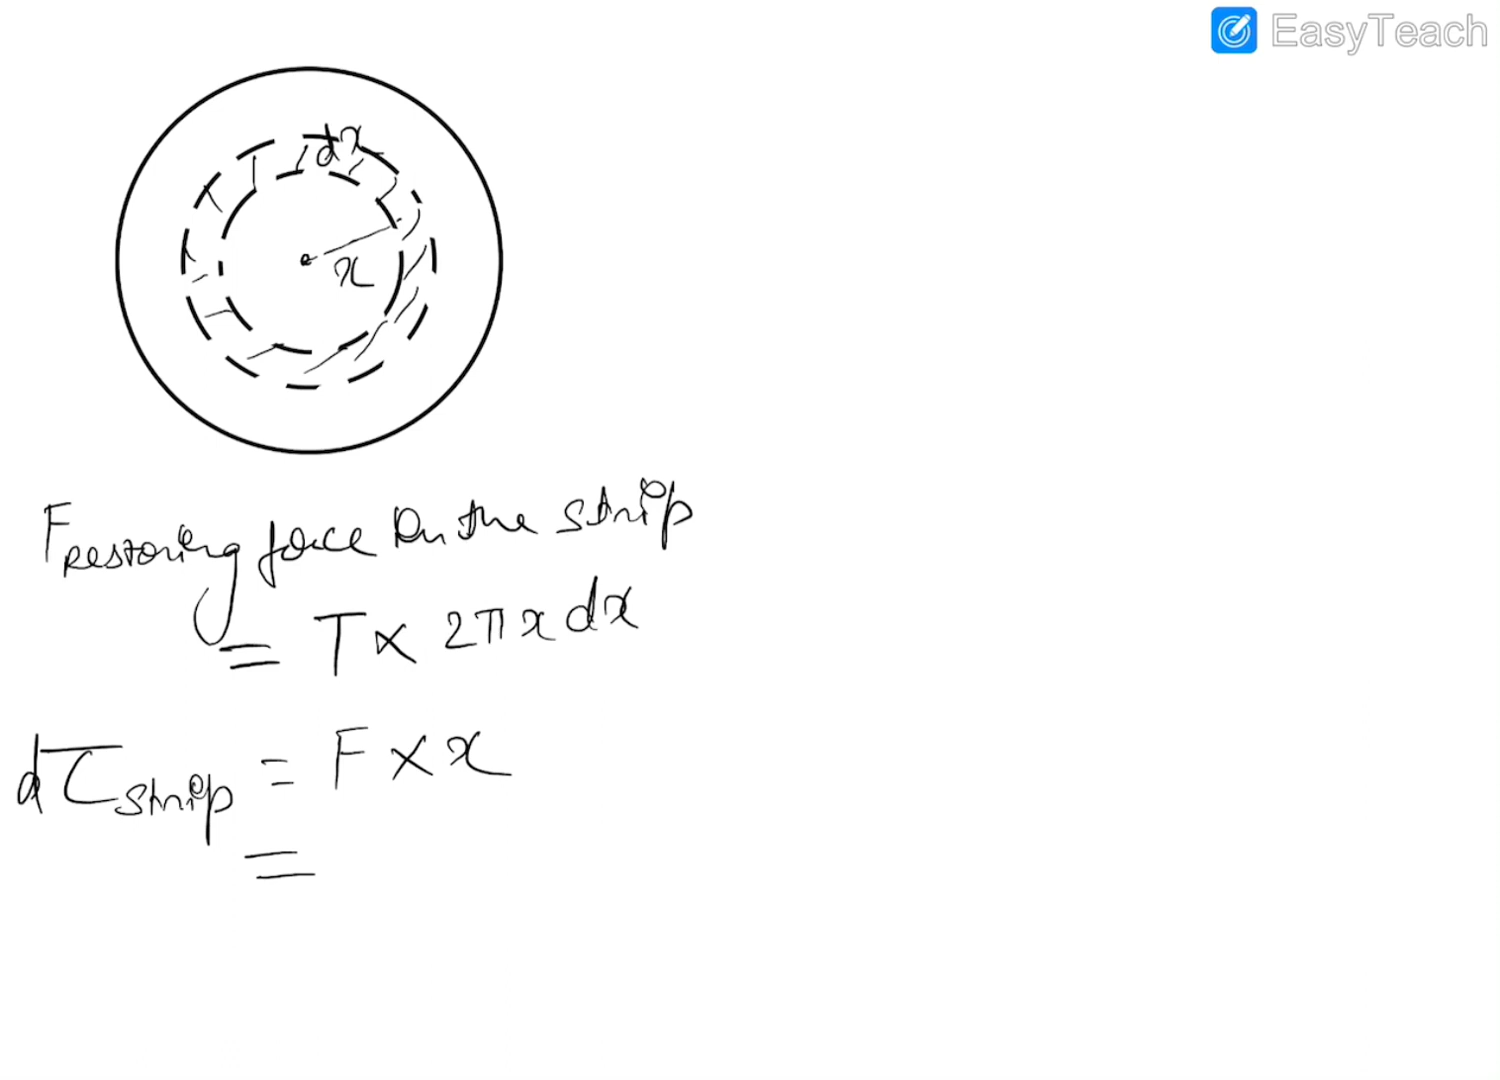 EasyTeach
dx
x
F restoring force on the strip
= T × 2πx dx
dτ strip = F × x
=